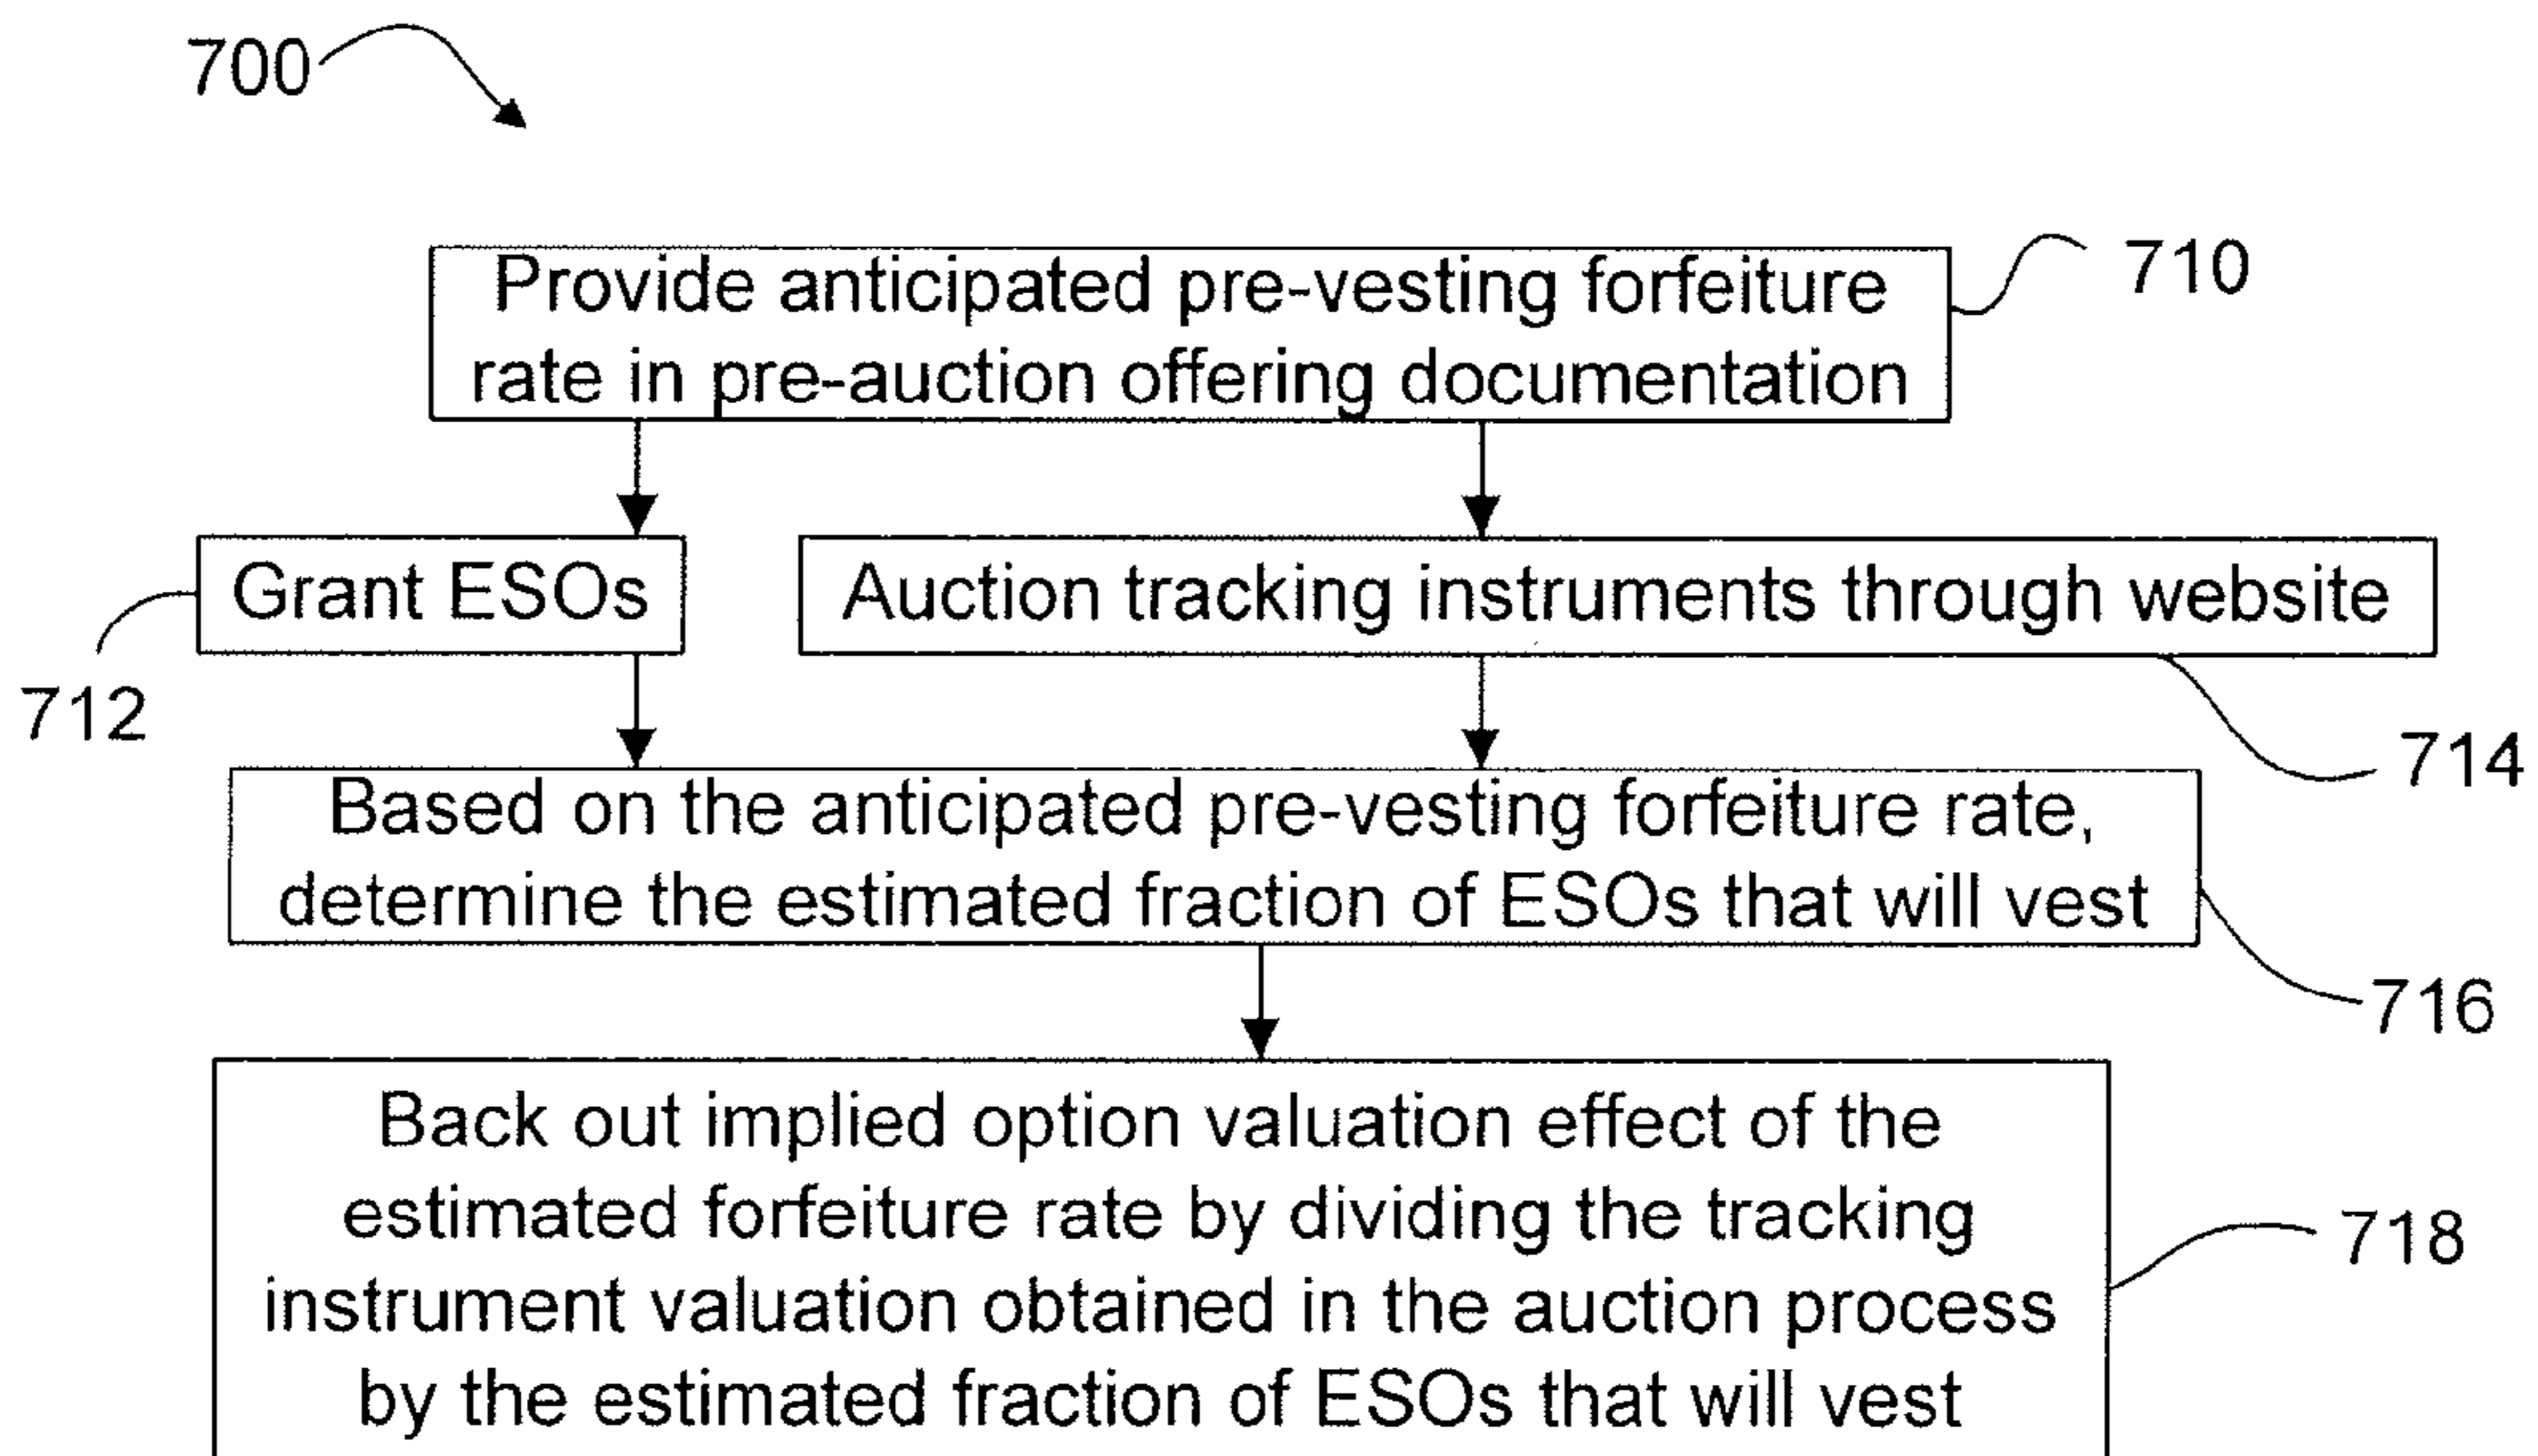 700
Provide anticipated pre-vesting forfeiture
rate in pre-auction offering documentation
710
Grant ESOs
Auction tracking instruments through website
712
714
Based on the anticipated pre-vesting forfeiture rate,
determine the estimated fraction of ESOs that will vest
716
Back out implied option valuation effect of the
estimated forfeiture rate by dividing the tracking
instrument valuation obtained in the auction process
by the estimated fraction of ESOs that will vest
718